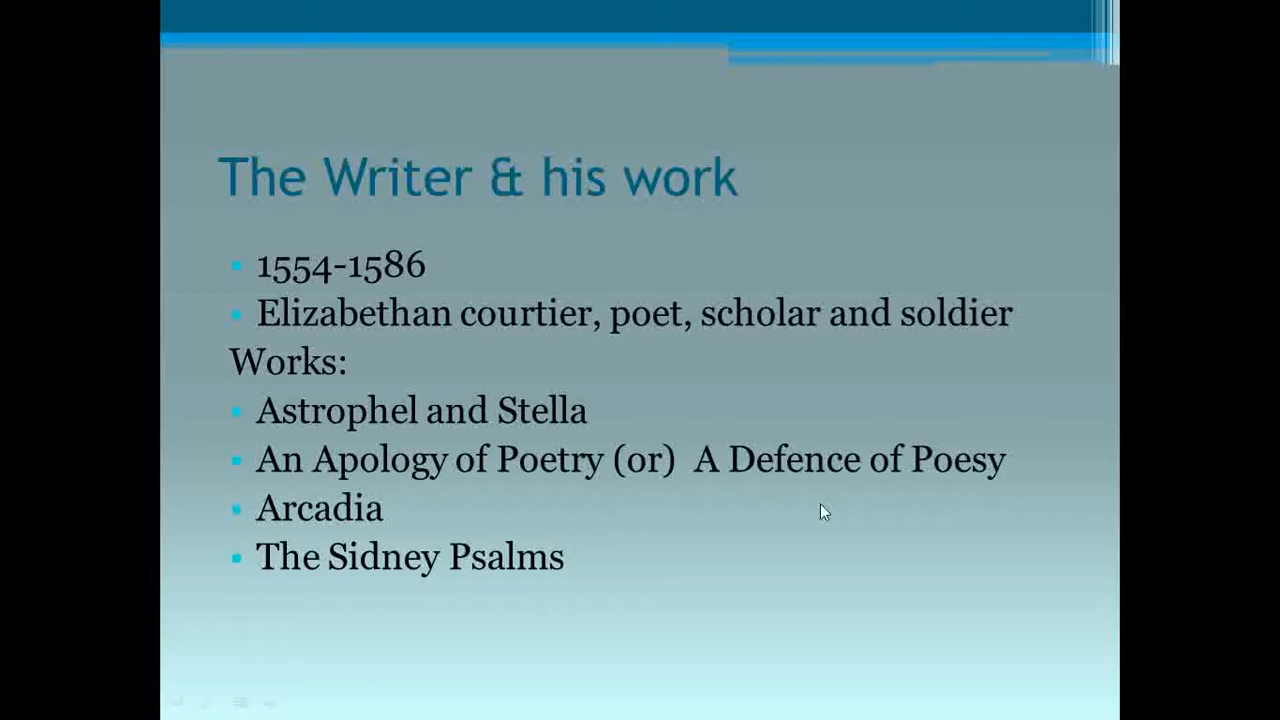 The Writer & his work
1554-1586
Elizabethan courtier, poet, scholar and soldier
Works:
Astrophel and Stella
An Apology of Poetry (or)  A Defence of Poesy
Arcadia
The Sidney Psalms